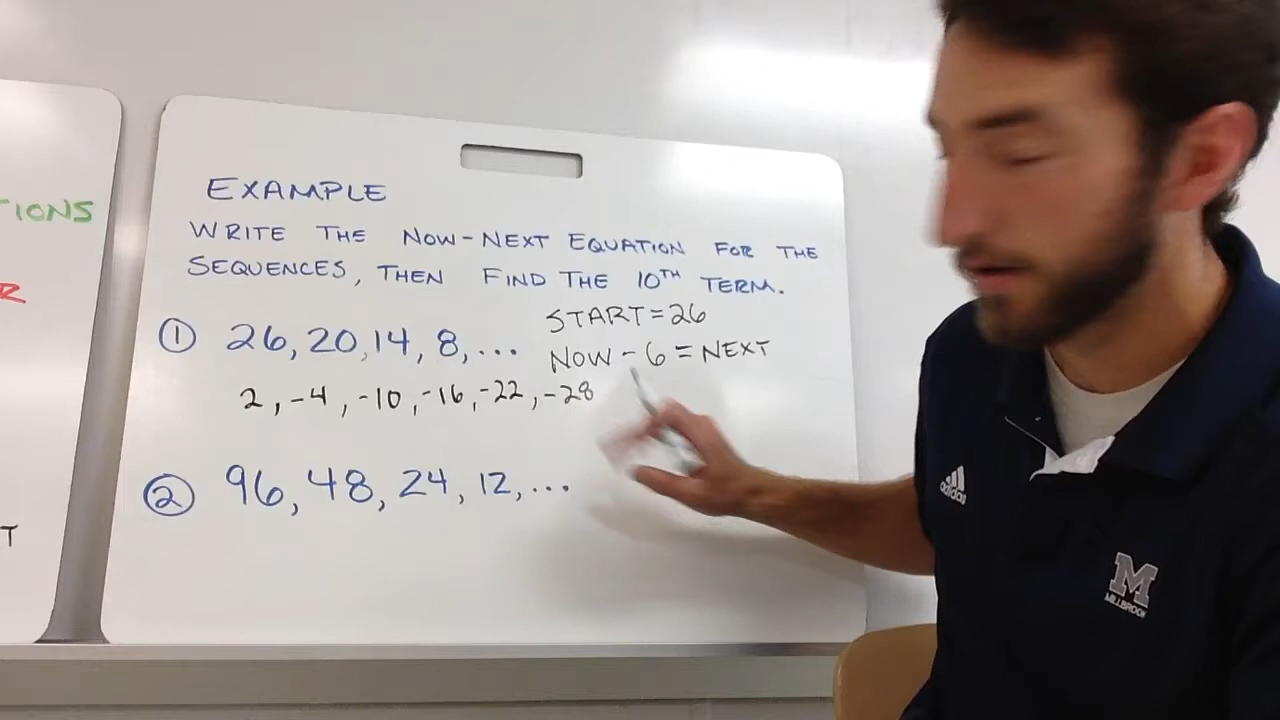 TIONS
R
T
EXAMPLE
WRITE THE NOW-NEXT EQUATION FOR THE
SEQUENCES, THEN FIND THE 10TH TERM.
① 26, 20, 14, 8, ...
START = 26
NOW - 6 = NEXT
2, -4, -10, -16, -22, -28
② 96, 48, 24, 12, ...
adidas
M
MILLBROOK